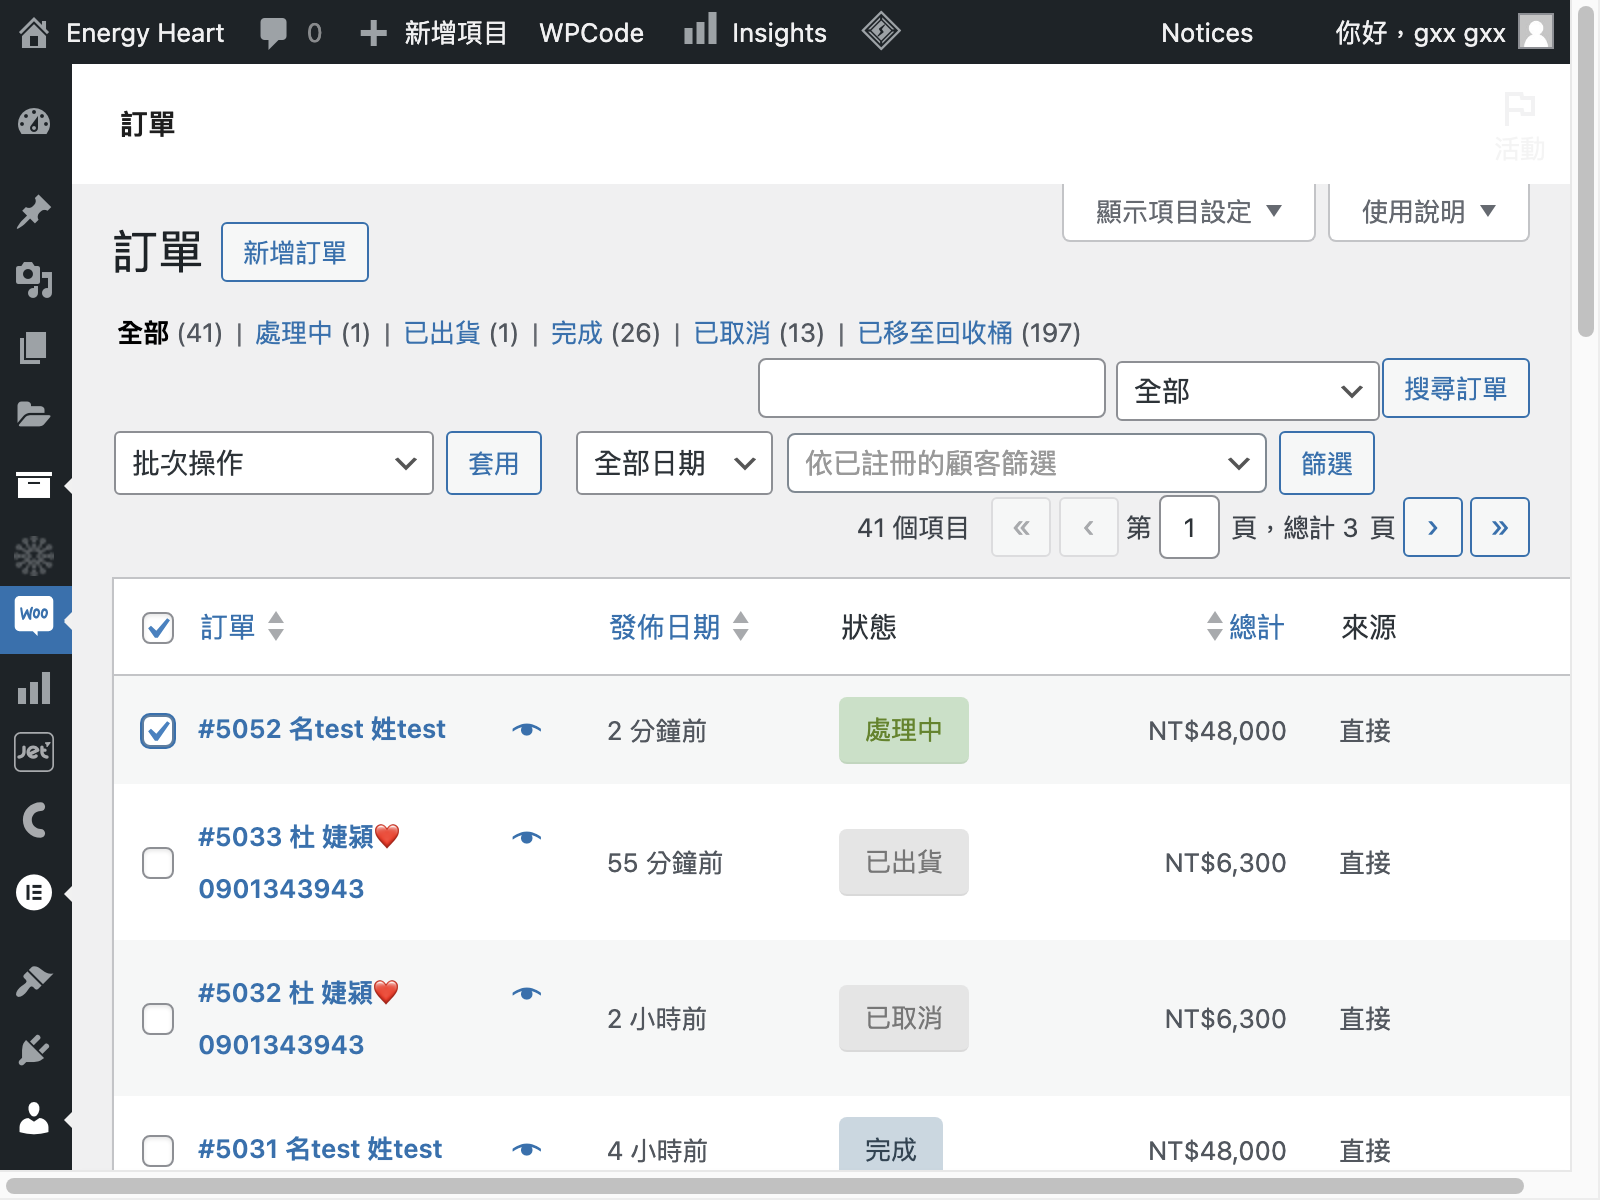 Energy Heart
0
新增項目
WPCode
Insights
Notices
你好，gxx gxx
訂單
活動
顯示項目設定 ▼
使用說明 ▼
訂單
新增訂單
全部 (41) | 處理中 (1) | 已出貨 (1) | 完成 (26) | 已取消 (13) | 已移至回收桶 (197)
全部
搜尋訂單
批次操作
套用
全部日期
依已註冊的顧客篩選
篩選
41 個項目 « ‹ 第 1 頁，總計 3 頁 › »
訂單 發佈日期 狀態 總計 來源
#5052 名test 姓test 2 分鐘前 處理中 NT$48,000 直接
#5033 杜 婕潁❤️ 55 分鐘前 已出貨 NT$6,300 直接
0901343943
#5032 杜 婕潁❤️ 2 小時前 已取消 NT$6,300 直接
0901343943
#5031 名test 姓test 4 小時前 完成 NT$48,000 直接
Woo
Jet